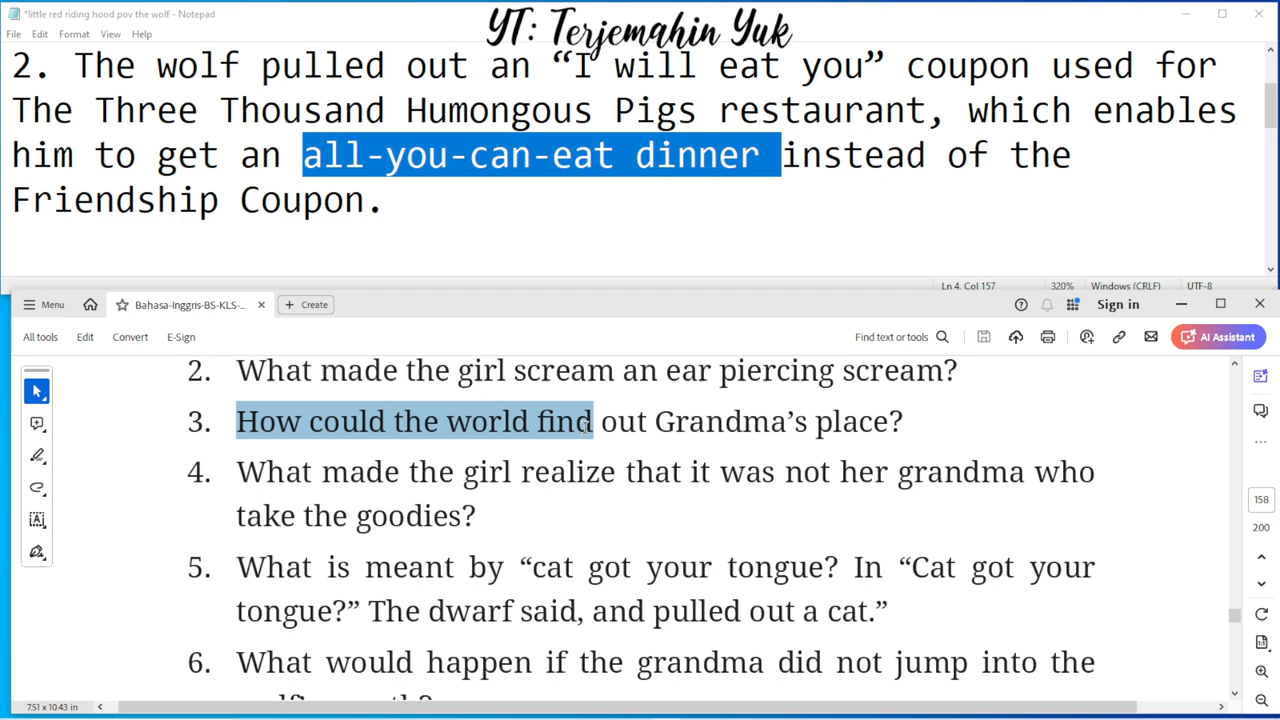 *little red riding hood pov the wolf - Notepad
YT: Terjemahin Yuk
File Edit Format View Help
2. The wolf pulled out an “I will eat you” coupon used for
The Three Thousand Humongous Pigs restaurant, which enables
him to get an all-you-can-eat dinner instead of the
Friendship Coupon.
Ln 4, Col 157 320% Windows (CRLF) UTF-8
Menu Bahasa-Inggris-BS-KLS-... Create Sign in
All tools Edit Convert E-Sign Find text or tools AI Assistant
2. What made the girl scream an ear piercing scream?
3. How could the world find out Grandma’s place?
4. What made the girl realize that it was not her grandma who
take the goodies?
5. What is meant by “cat got your tongue? In “Cat got your
tongue?” The dwarf said, and pulled out a cat.”
6. What would happen if the grandma did not jump into the
158
200
7.51 x 10.43 in